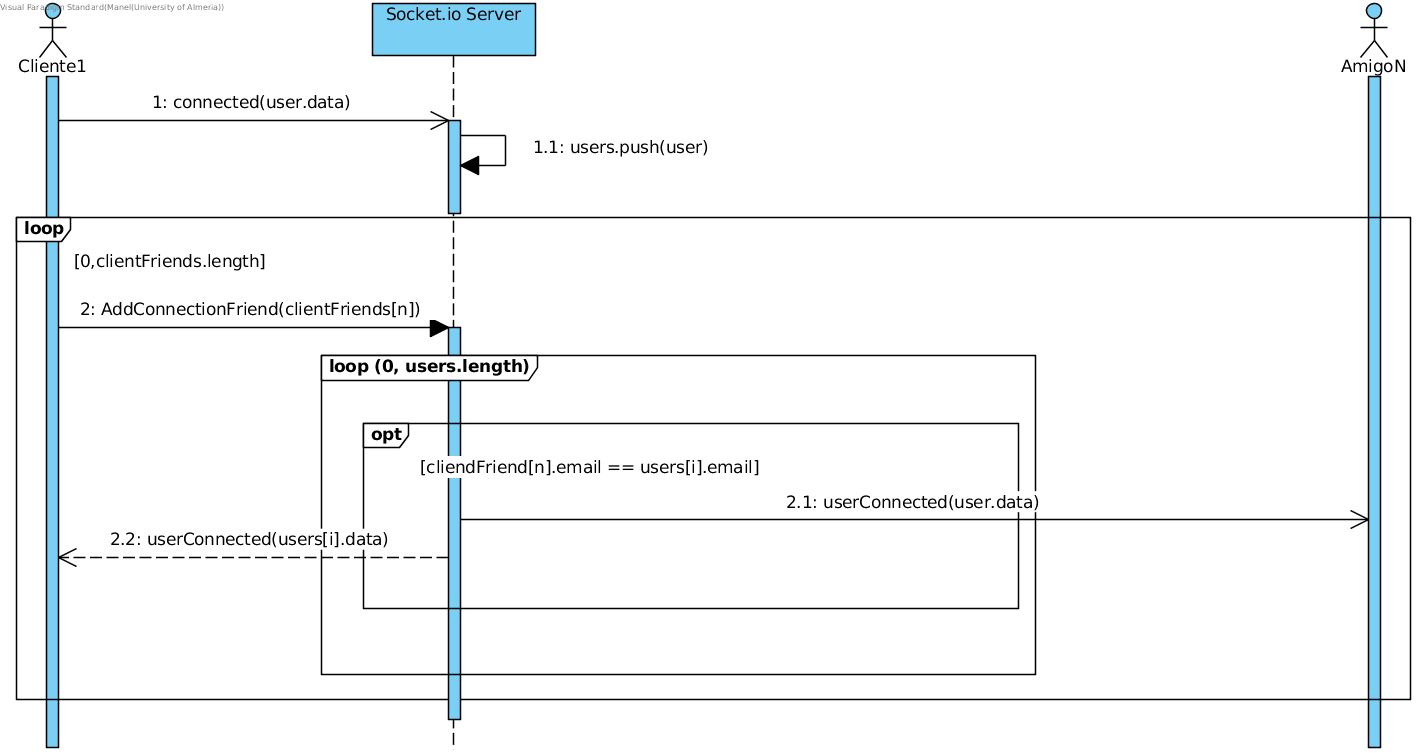 Visual Paradigm Standard(Manel(University of Almeria))
Socket.io Server
Cliente1
AmigoN
1: connected(user.data)
1.1: users.push(user)
loop
[0,clientFriends.length]
2: AddConnectionFriend(clientFriends[n])
loop (0, users.length)
opt
[cliendFriend[n].email == users[i].email]
2.1: userConnected(user.data)
2.2: userConnected(users[i].data)